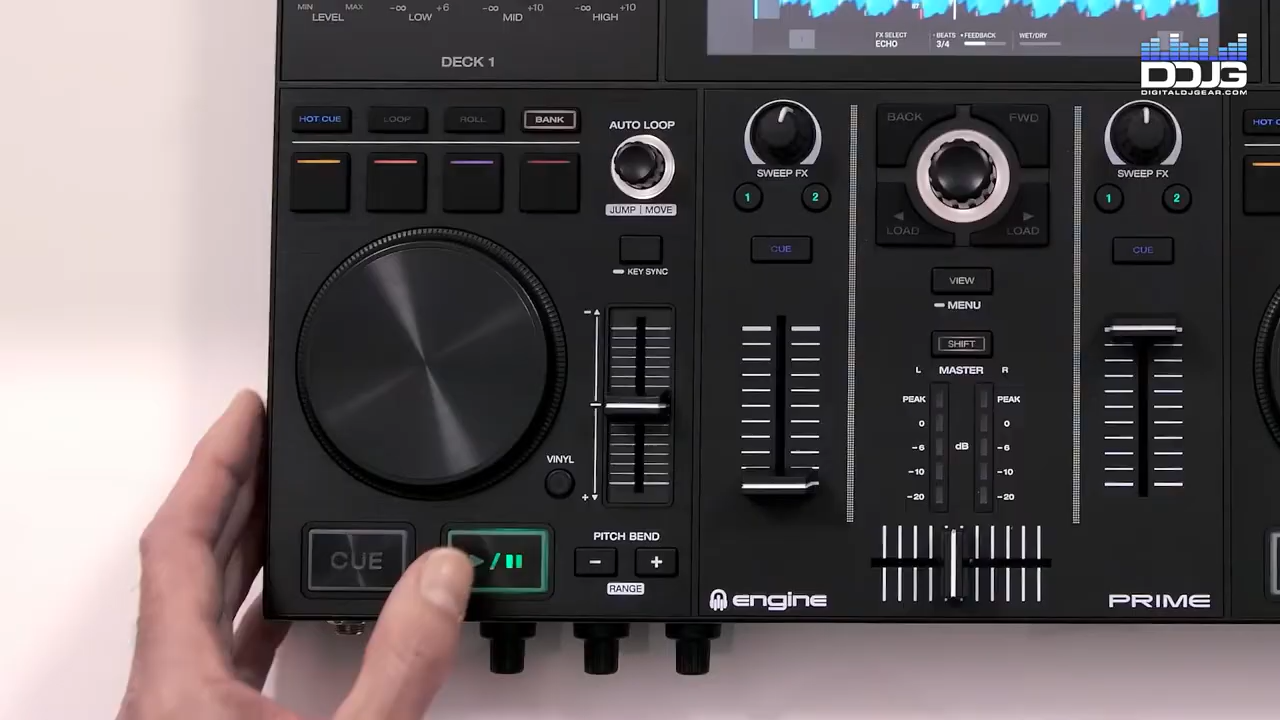 MIN MAX -∞ +6 -∞ +10 -∞ +10
LEVEL LOW MID HIGH
DECK 1
FX SELECT
ECHO
BEATS
3/4
FEEDBACK
WET/DRY
DDJG
DIGITALDJGEAR.COM
HOT CUE LOOP ROLL BANK
AUTO LOOP
JUMP | MOVE
KEY SYNC
SWEEP FX
1 2
CUE
BACK FWD
LOAD LOAD
VIEW
MENU
SHIFT
L MASTER R
PEAK PEAK
0 0
-6 dB -6
-10 -10
-20 -20
SWEEP FX
1 2
CUE
HOT C
- +
VINYL
CUE
/
PITCH BEND
- +
RANGE
engine
PRIME